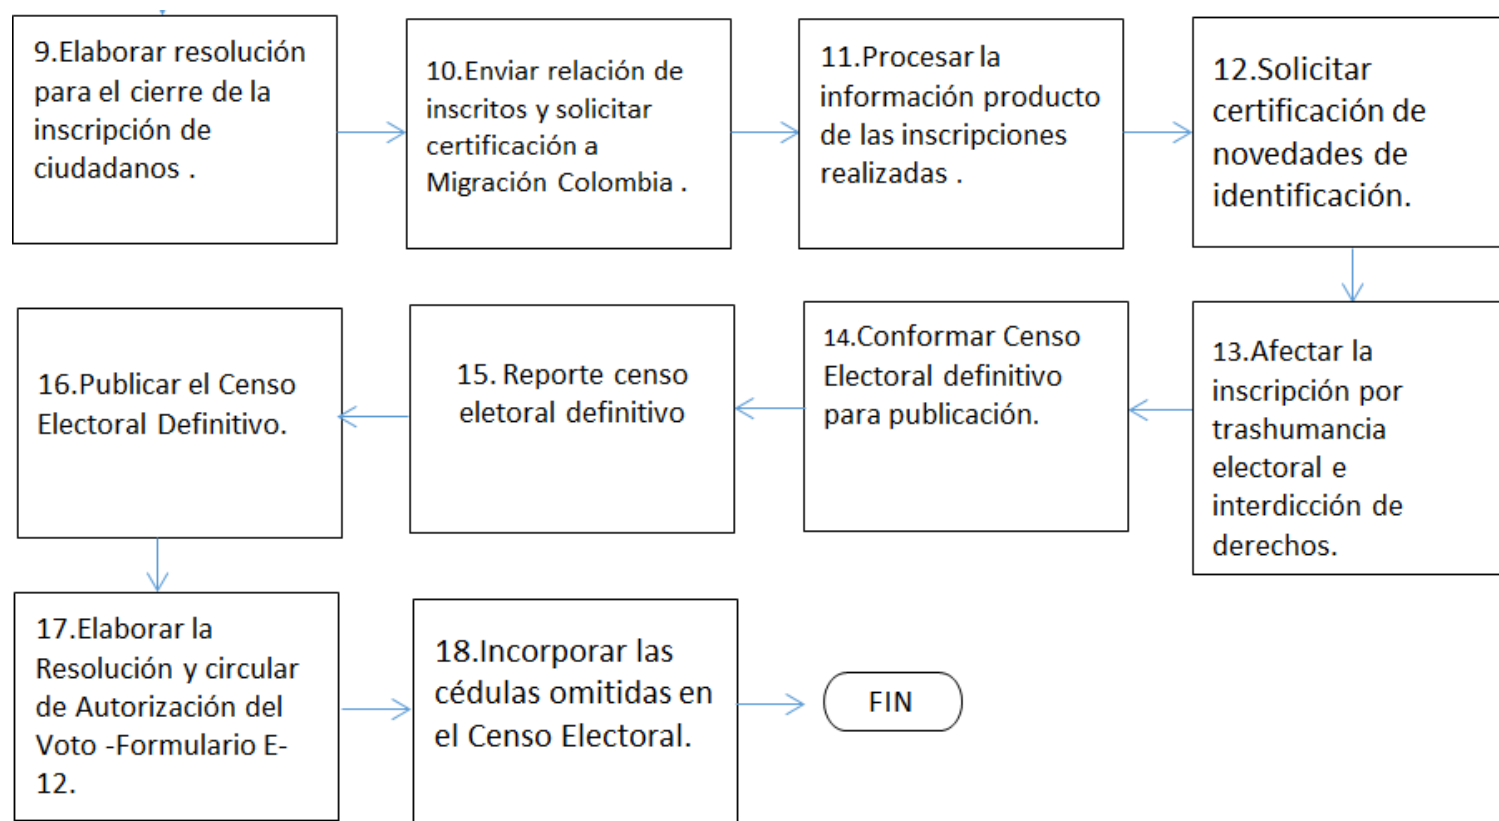 9.Elaborar resolución
para el cierre de la
inscripción de
ciudadanos .
10.Enviar relación de
inscritos y solicitar
certificación a
Migración Colombia .
11.Procesar la
información producto
de las inscripciones
realizadas .
12.Solicitar
certificación de
novedades de
identificación.
13.Afectar la
inscripción por
trashumancia
electoral e
interdicción de
derechos.
14.Conformar Censo
Electoral definitivo
para publicación.
15. Reporte censo
eletoral definitivo
16.Publicar el Censo
Electoral Definitivo.
17.Elaborar la
Resolución y circular
de Autorización del
Voto -Formulario E-
12.
18.Incorporar las
cédulas omitidas en
el Censo Electoral.
FIN